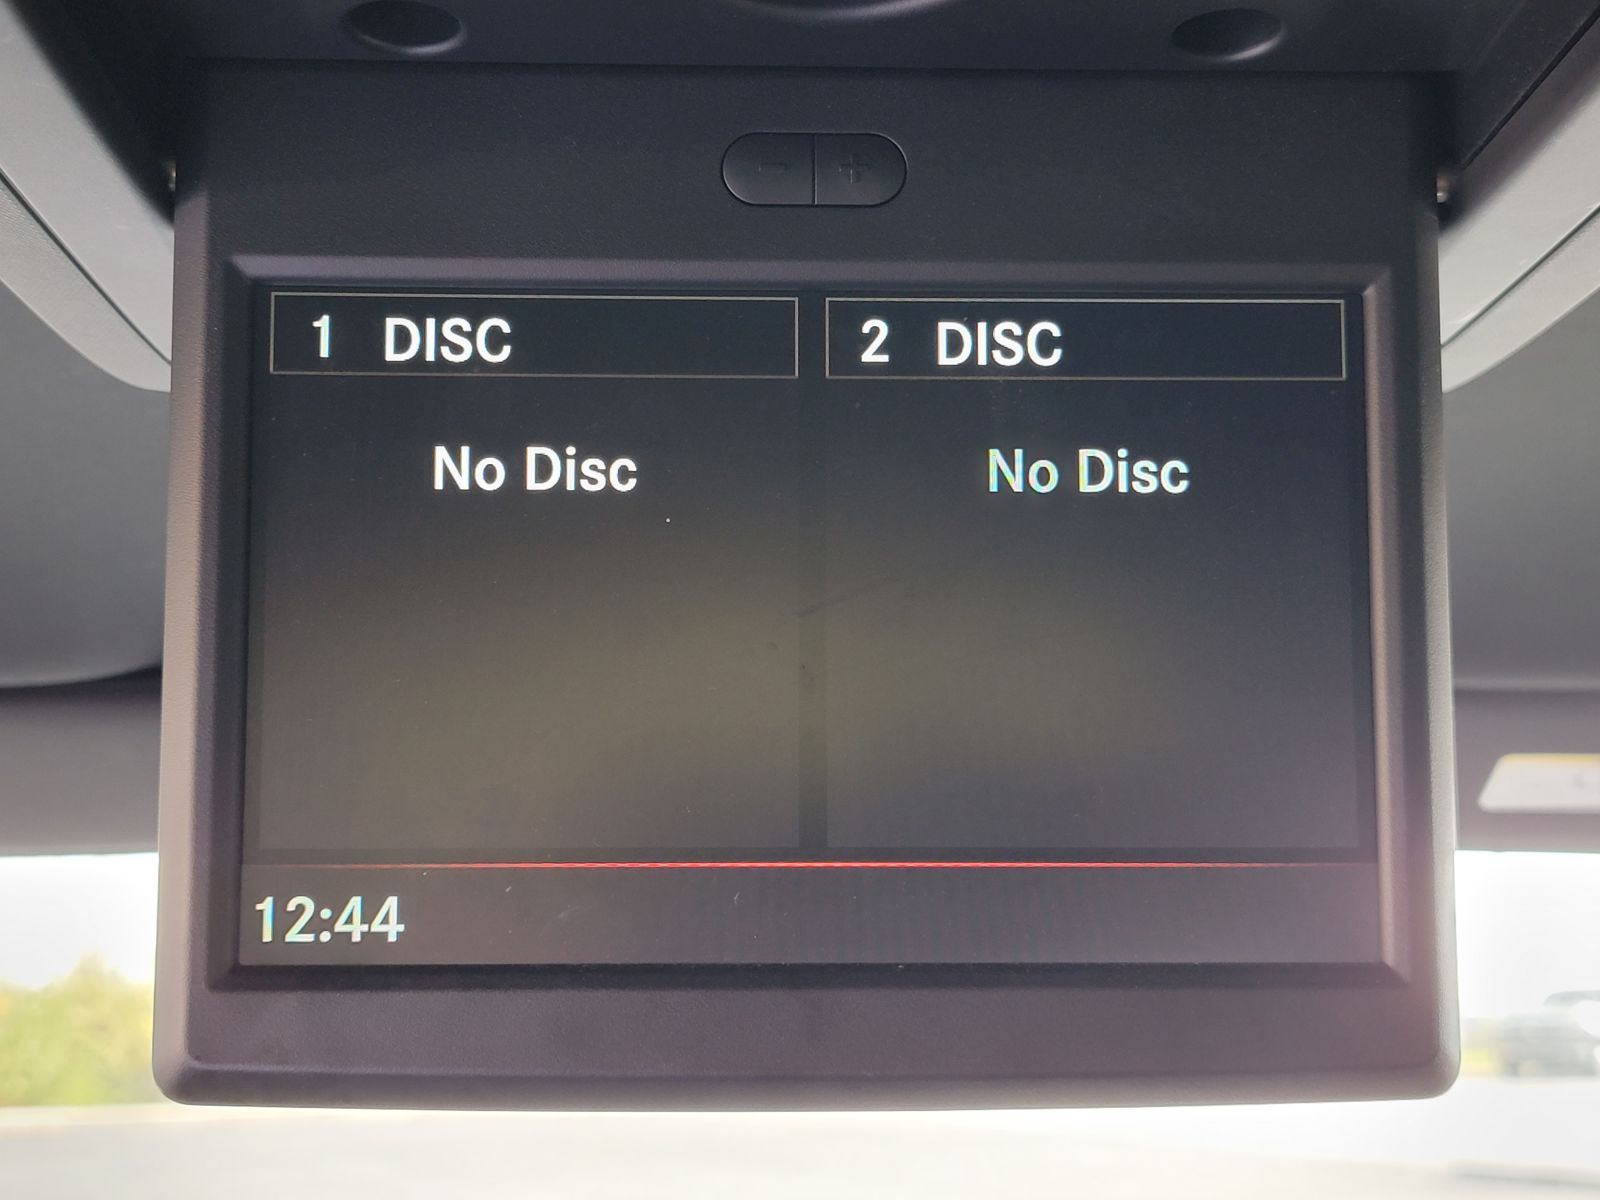 - +
1 DISC
2 DISC
No Disc
No Disc
12:44